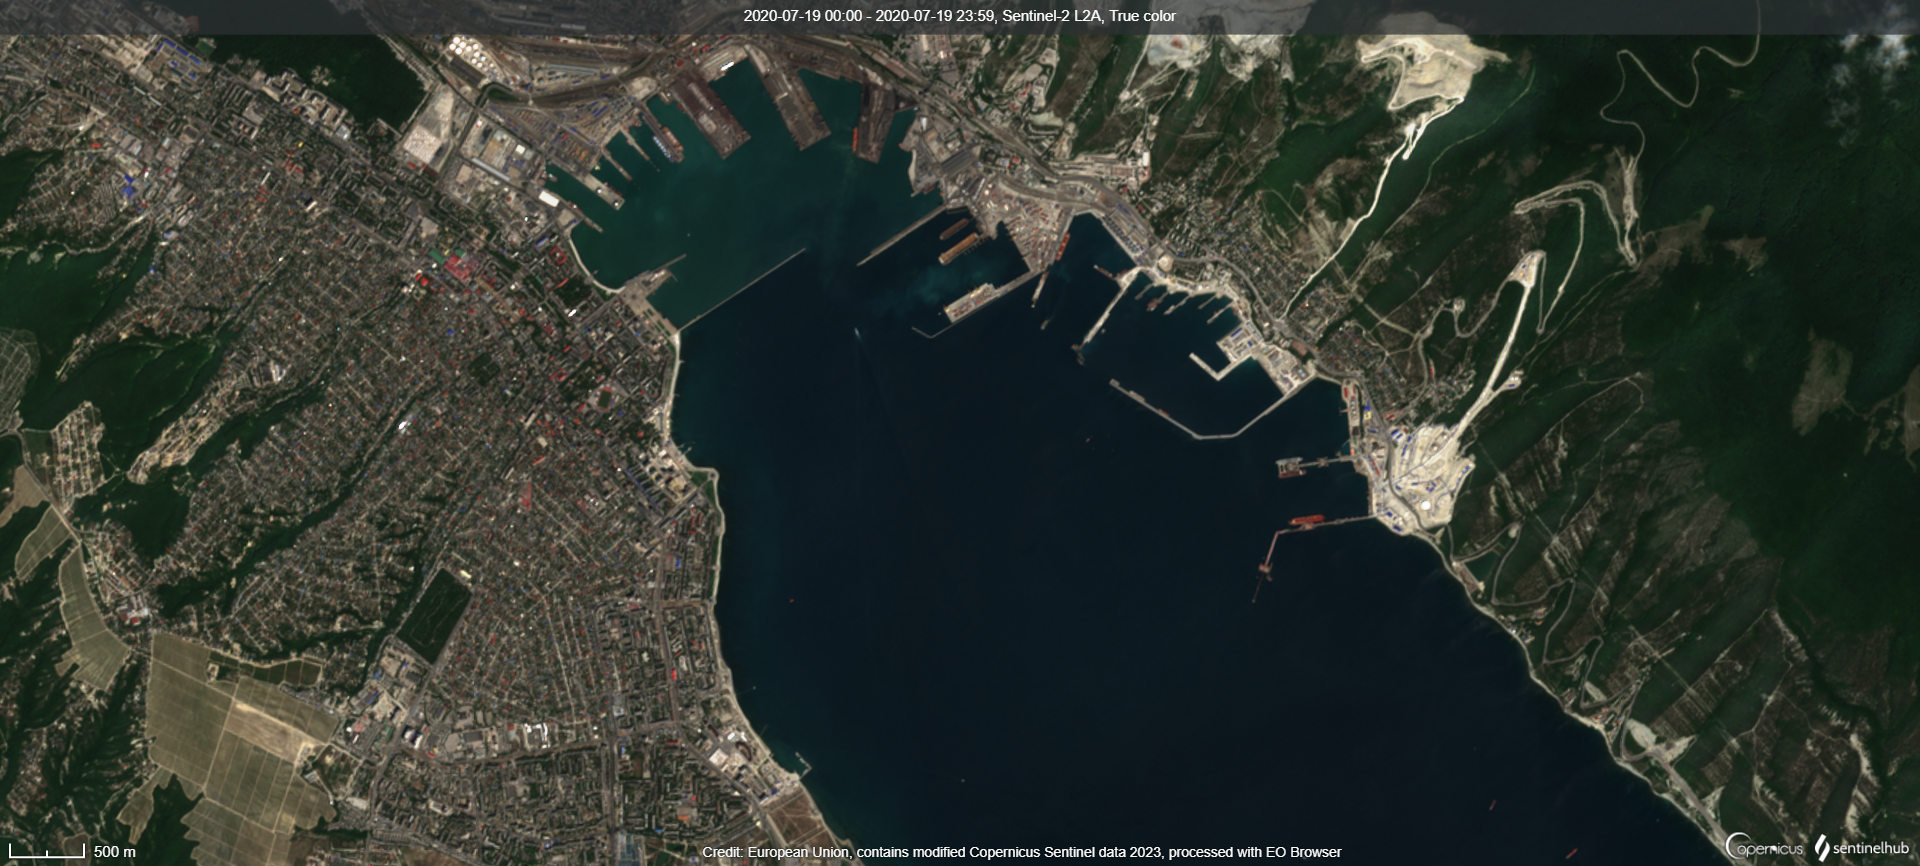 2020-07-19 00:00 - 2020-07-19 23:59, Sentinel-2 L2A, True color
500 m
Credit: European Union, contains modified Copernicus Sentinel data 2023, processed with EO Browser
Copernicus
sentinelhub